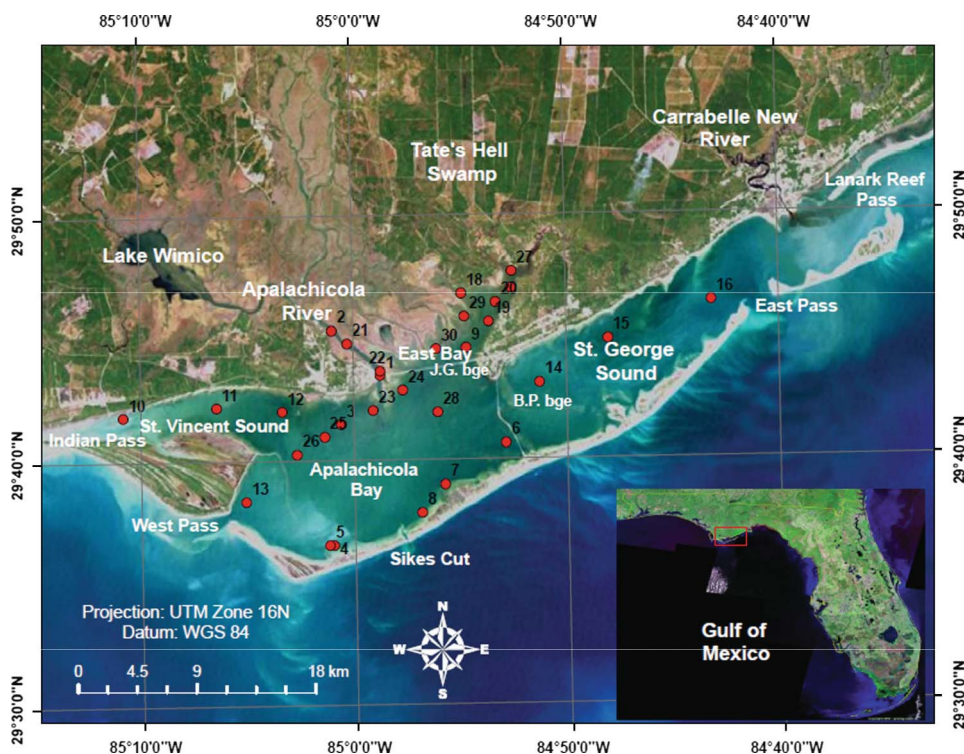 85°10'0"W
85°0'0"W
84°50'0"W
84°40'0"W
Carrabelle New
River
Tate's Hell
Swamp
Lanark Reef
Pass
29°50'0"N
29°50'0"N
Lake Wimico
27
18
20
16
East Pass
Apalachicola
River
29
19
2
21
30
9
15
East Bay
J.G. bge
St. George
Sound
22
1
24
14
B.P. bge
10
11
12
3
23
28
St. Vincent Sound
Indian Pass
25
26
6
29°40'0"N
29°40'0"N
Apalachicola
Bay
7
13
8
West Pass
5
4
Sikes Cut
Projection: UTM Zone 16N
Datum: WGS 84
N
W
E
S
0
4.5
9
18 km
Gulf of
Mexico
29°30'0"N
29°30'0"N
85°10'0"W
85°0'0"W
84°50'0"W
84°40'0"W